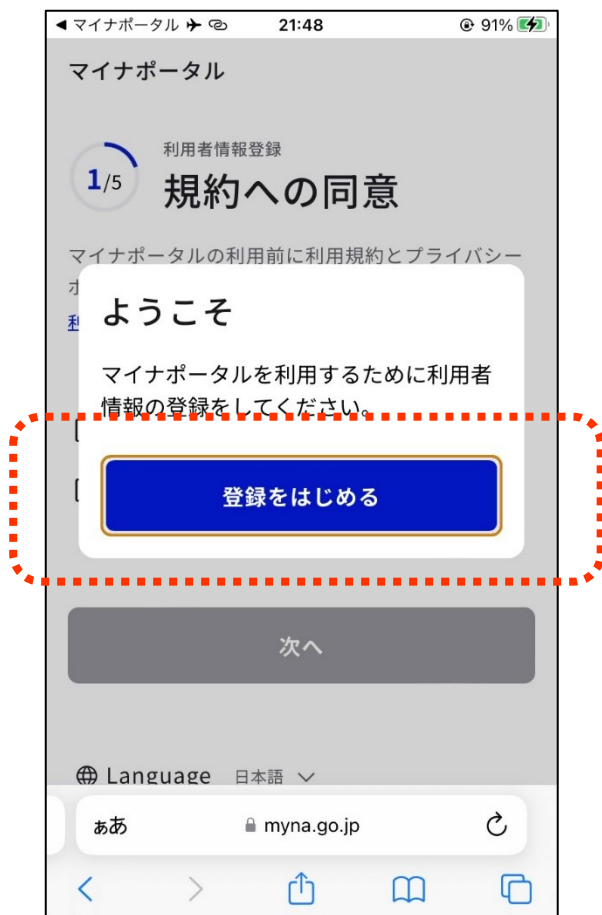 ◀ マイナポータル 21:48 91%
マイナポータル
利用者情報登録
1/5 規約への同意
マイナポータルの利用前に利用規約とプライバシー
ようこそ
マイナポータルを利用するために利用者
情報の登録をしてください。
登録をはじめる
次へ
Language 日本語
ぁあ myna.go.jp